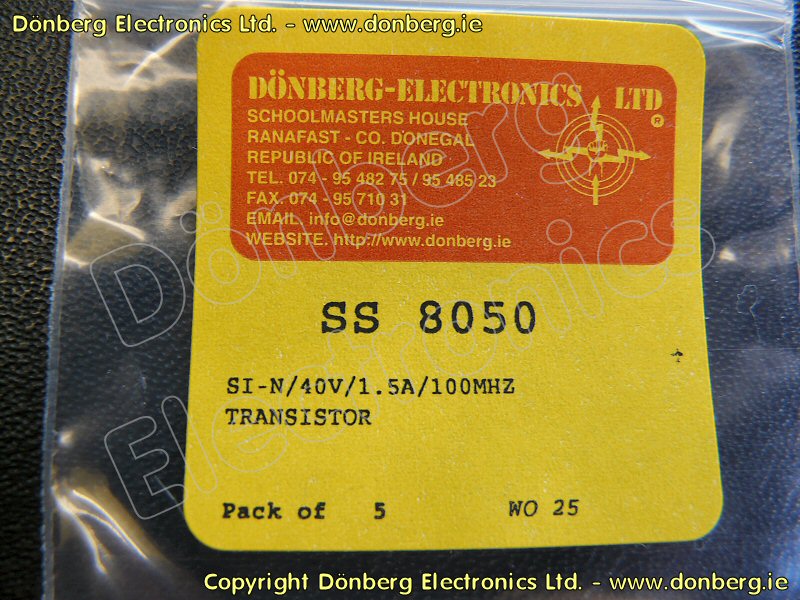 Dönberg Electronics Ltd. - www.donberg.ie
DÖNBERG-ELECTRONICS LTD
SCHOOLMASTERS HOUSE
RANAFAST - CO. DONEGAL
REPUBLIC OF IRELAND
TEL. 074 - 95 482 75 / 95 485 23
FAX. 074 - 95 710 31
EMAIL. info@donberg.ie
WEBSITE. http://www.donberg.ie
®
Dönberg
Electronics
SS 8050
SI-N/40V/1.5A/100MHZ
TRANSISTOR
Pack of 5 WO 25
Copyright Dönberg Electronics Ltd. - www.donberg.ie